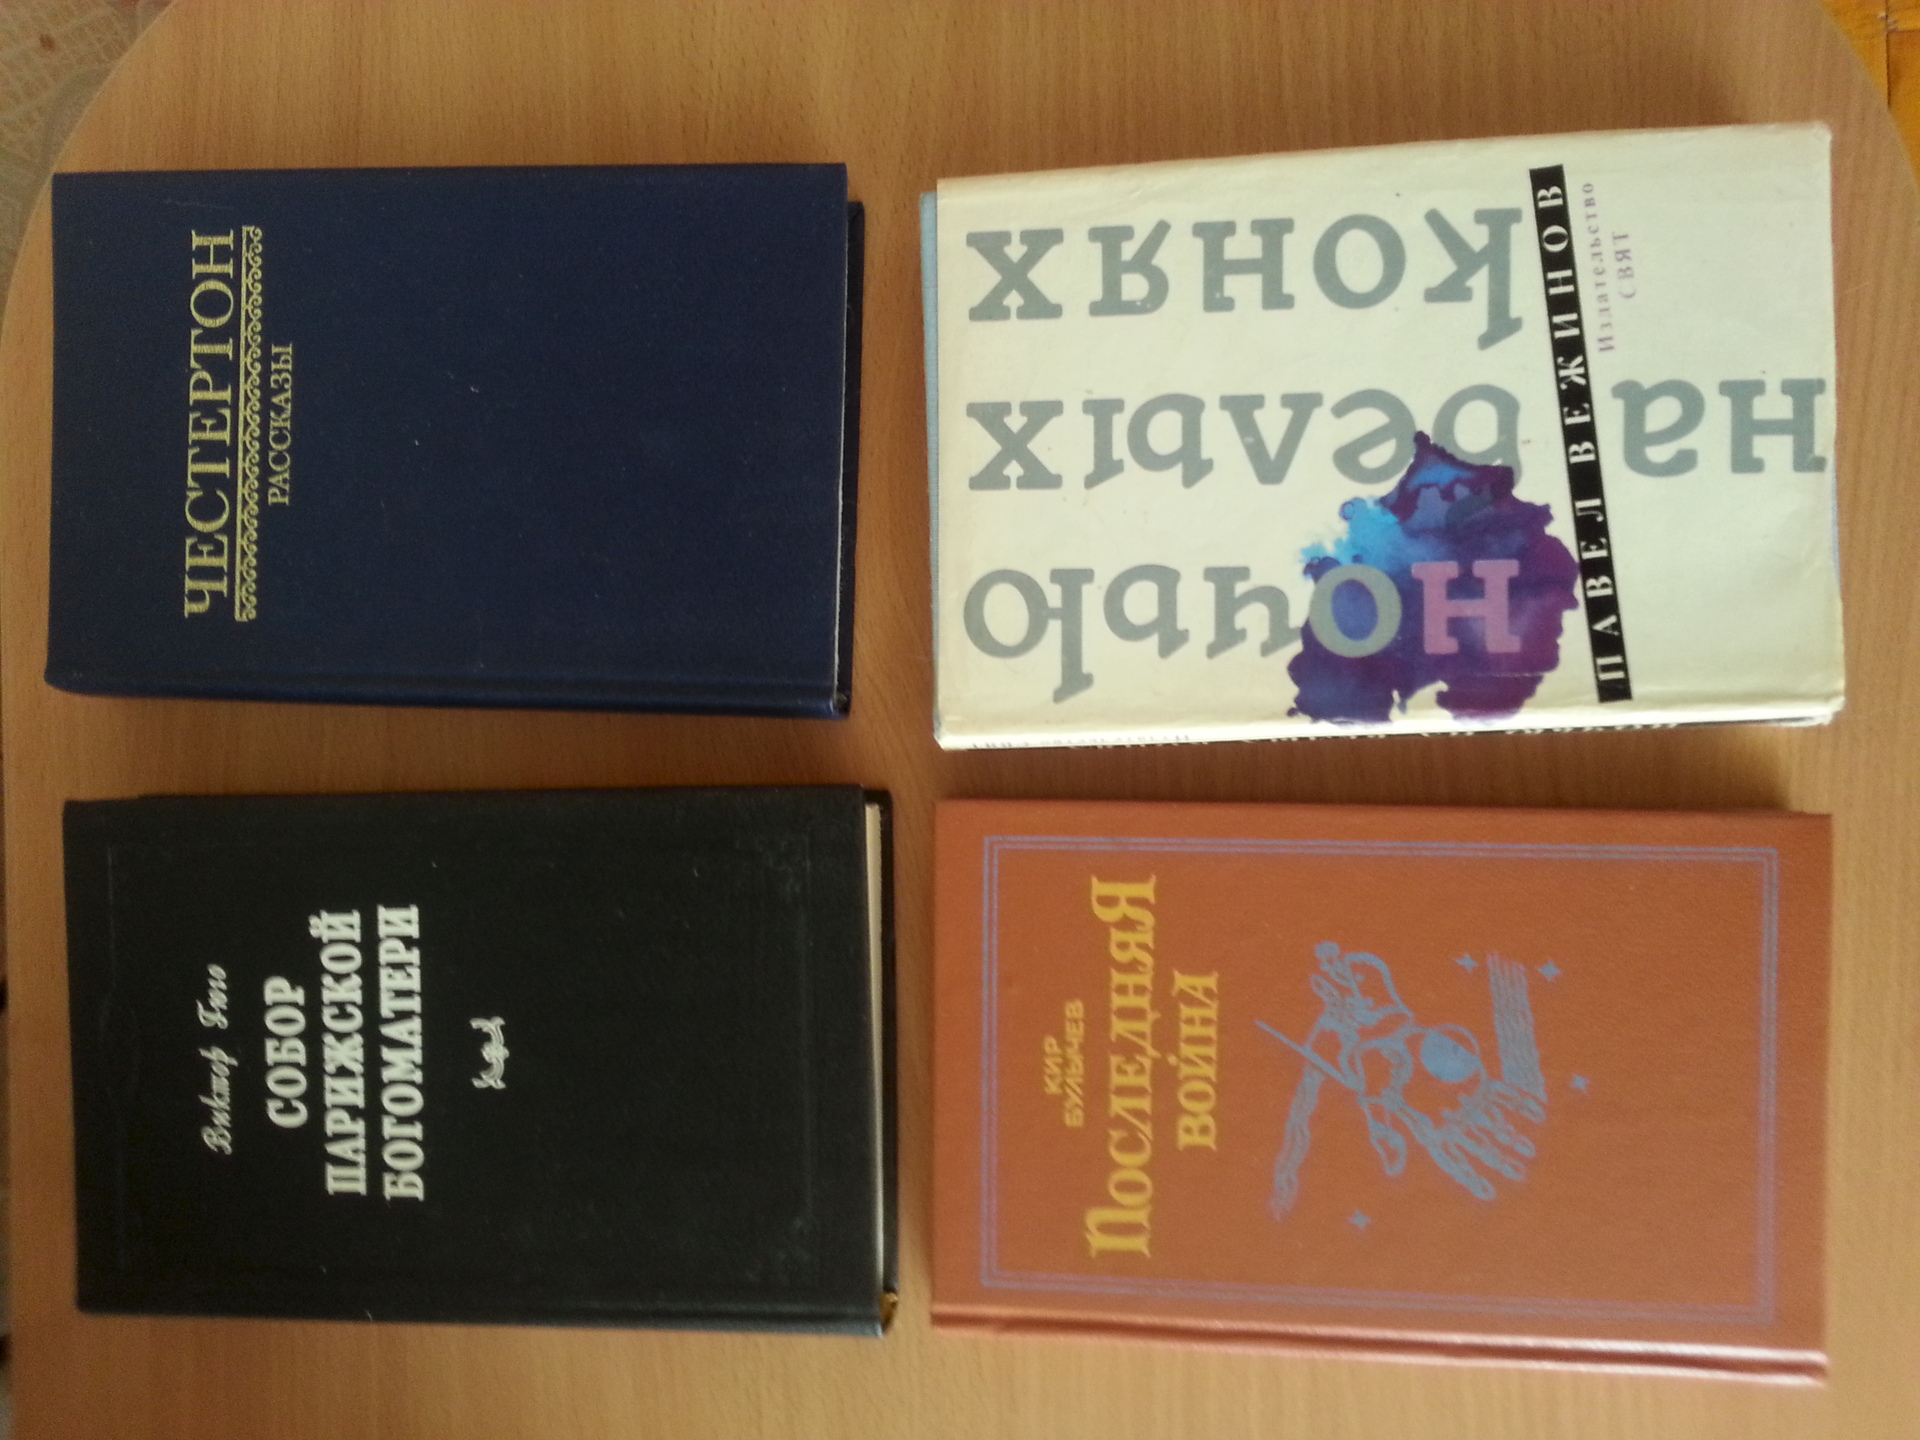 Виктор Гюго
СОБОР
ПАРИЖСКОЙ
БОГОМАТЕРИ
ЧЕСТЕРТОН
РАССКАЗЫ
КИР
БУЛЫЧЕВ
ПОСЛЕДНЯЯ
ВОЙНА
ночью
на белых
конях
ПАВЕЛ ВЕЖИНОВ
Издательство
СВЯТ